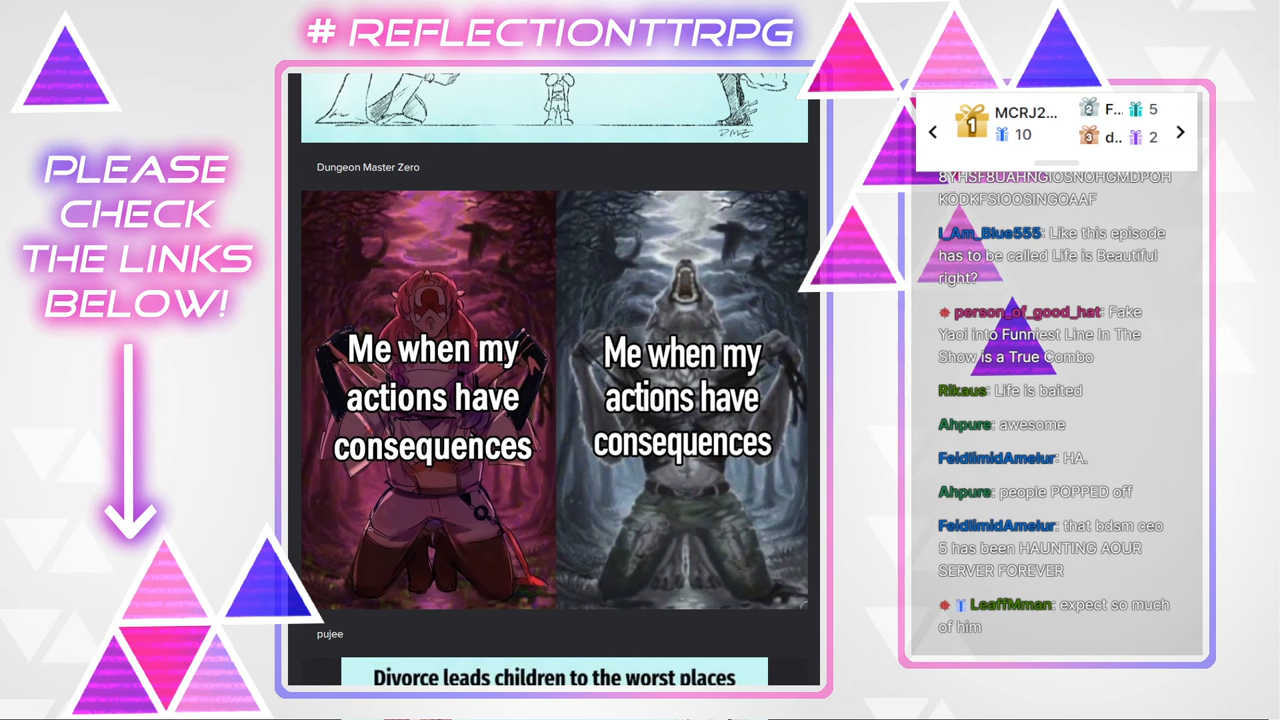 # REFLECTIONTTRPG
PLEASE
CHECK
THE LINKS
BELOW!
DMZ
Dungeon Master Zero
Me when my
actions have
consequences
Me when my
actions have
consequences
pujee
Divorce leads children to the worst places
1
MCRJ2...
10
2
F...
5
3
d..
2
8YHSF8UAHNGIOSNOHGMDPOH
KODKFSIOOSINGOAAF
I_Am_Blue555: Like this episode
has to be called Life is Beautiful
right?
person_of_good_hat: Fake
Yaoi into Funniest Line In The
Show is a True Combo
Rikaus: Life is baited
Ahpure: awesome
FeidlimidAmelur: HA.
Ahpure: people POPPED off
FeidlimidAmelur: that bdsm ceo
5 has been HAUNTING AOUR
SERVER FOREVER
LeaffMman: expect so much
of him